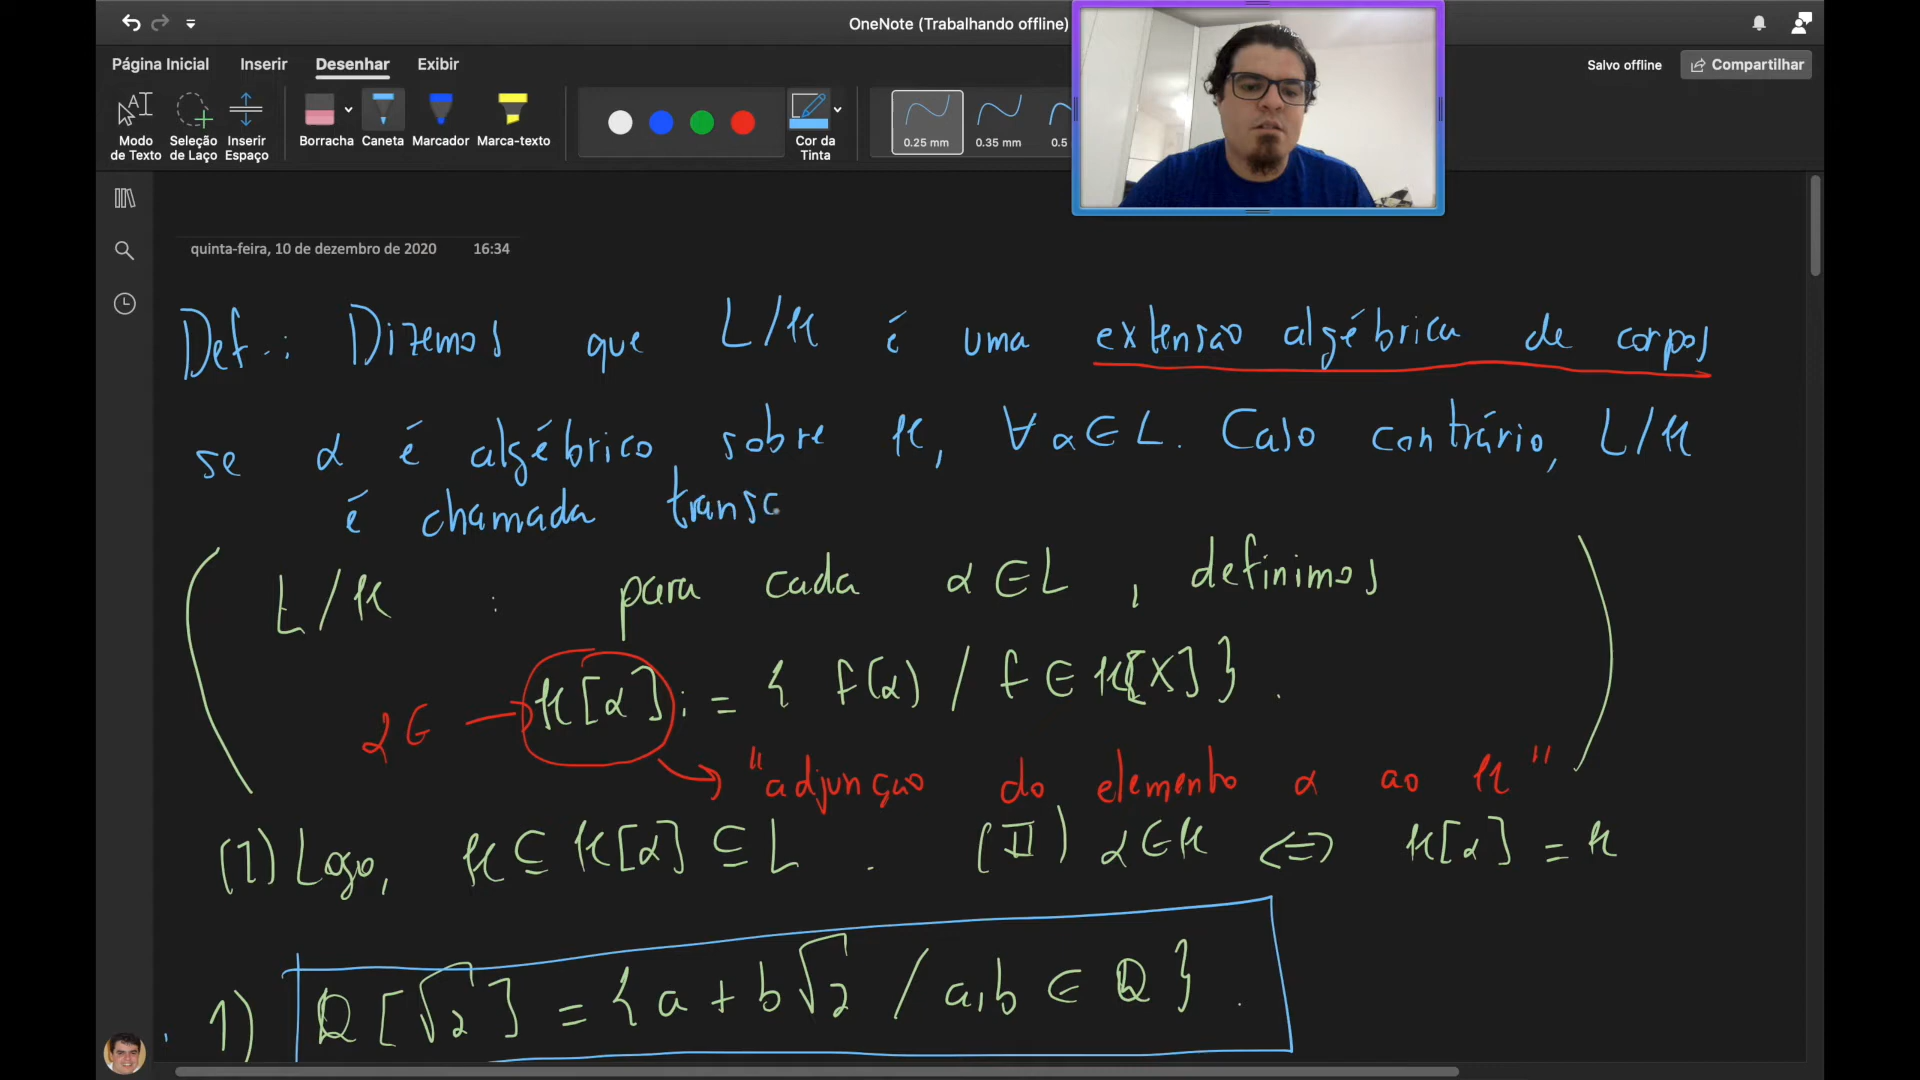 OneNote (Trabalhando offline)
Página Inicial Inserir Desenhar Exibir
Salvo offline Compartilhar
Modo de Texto Seleção de Laço Inserir Espaço Borracha Caneta Marcador Marca-texto Cor da Tinta 0.25 mm 0.35 mm 0.5
quinta-feira, 10 de dezembro de 2020 16:34
Def.: Dizemos que L/K é uma extensão algébrica de corpos
se α é algébrico sobre K, ∀ α ∈ L. Caso contrário, L/K
é chamada transc
( L/K : para cada α ∈ L, definimos )
α ∈ → K[α] := { f(α) / f ∈ K[X] } .
→ "adjunção do elemento α ao K"
(I) Logo, K ⊆ K[α] ⊆ L . (II) α ∈ K <=> K[α] = K
1) ℚ[√2] = { a + b√2 / a,b ∈ ℚ } .